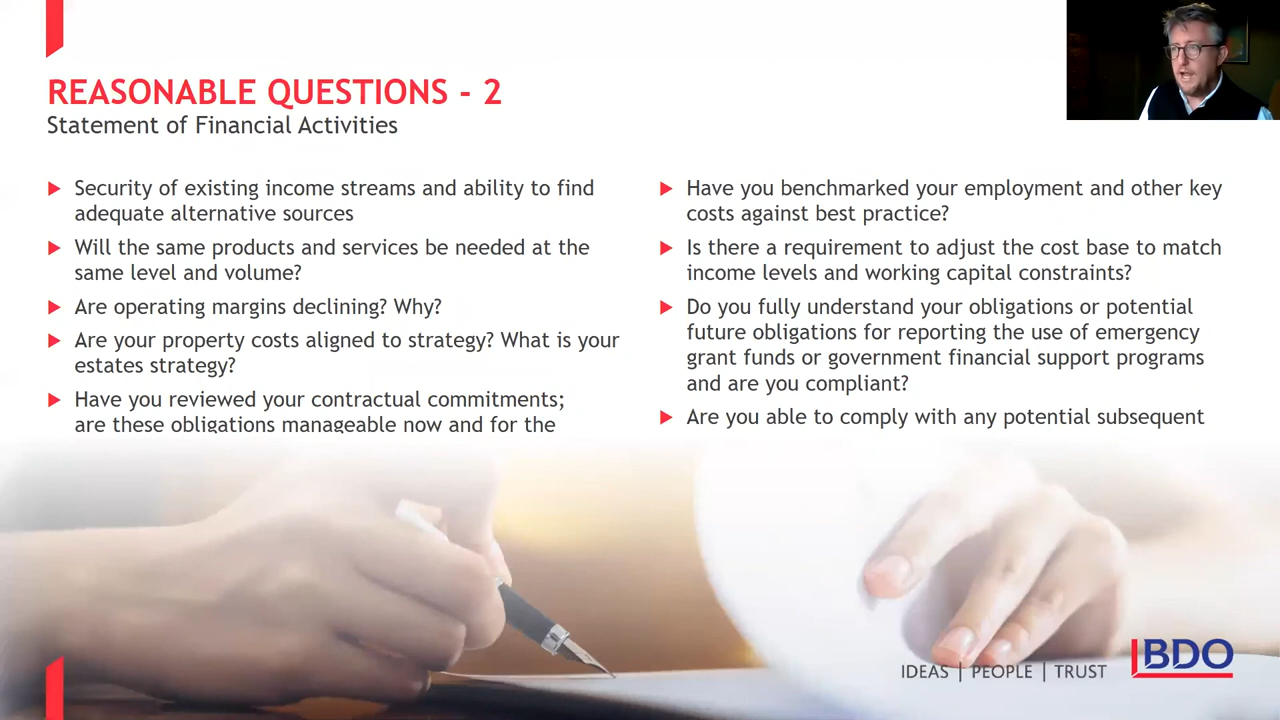 REASONABLE QUESTIONS - 2
Statement of Financial Activities
Security of existing income streams and ability to find
adequate alternative sources
Will the same products and services be needed at the
same level and volume?
Are operating margins declining? Why?
Are your property costs aligned to strategy? What is your
estates strategy?
Have you reviewed your contractual commitments;
are these obligations manageable now and for the
Have you benchmarked your employment and other key
costs against best practice?
Is there a requirement to adjust the cost base to match
income levels and working capital constraints?
Do you fully understand your obligations or potential
future obligations for reporting the use of emergency
grant funds or government financial support programs
and are you compliant?
Are you able to comply with any potential subsequent
IDEAS | PEOPLE | TRUST
BDO